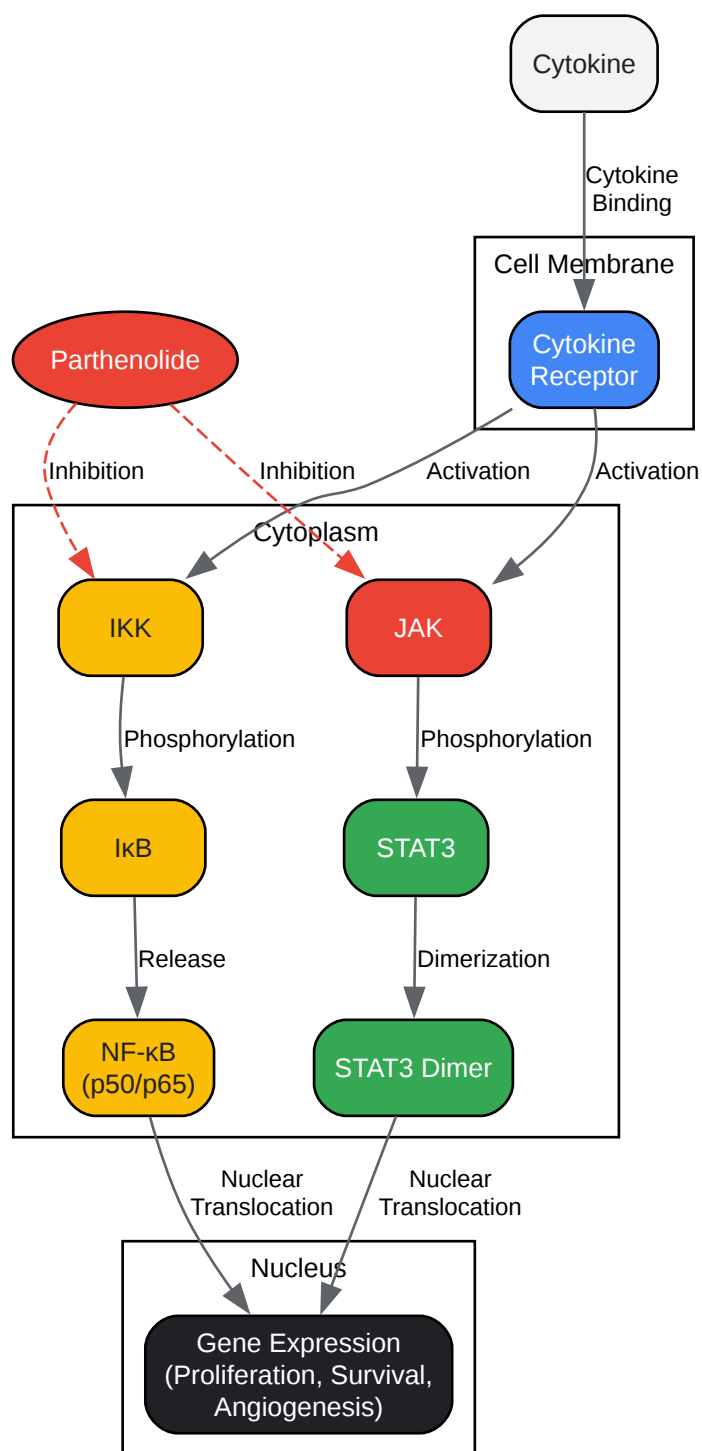 Cytokine
Cytokine
Binding
Cell Membrane
Cytokine
Receptor
Parthenolide
Inhibition
Inhibition
Activation
Activation
Cytoplasm
IKK
JAK
Phosphorylation
Phosphorylation
IκB
STAT3
Release
Dimerization
NF-κB
(p50/p65)
STAT3 Dimer
Nuclear
Translocation
Nuclear
Translocation
Nucleus
Gene Expression
(Proliferation, Survival,
Angiogenesis)